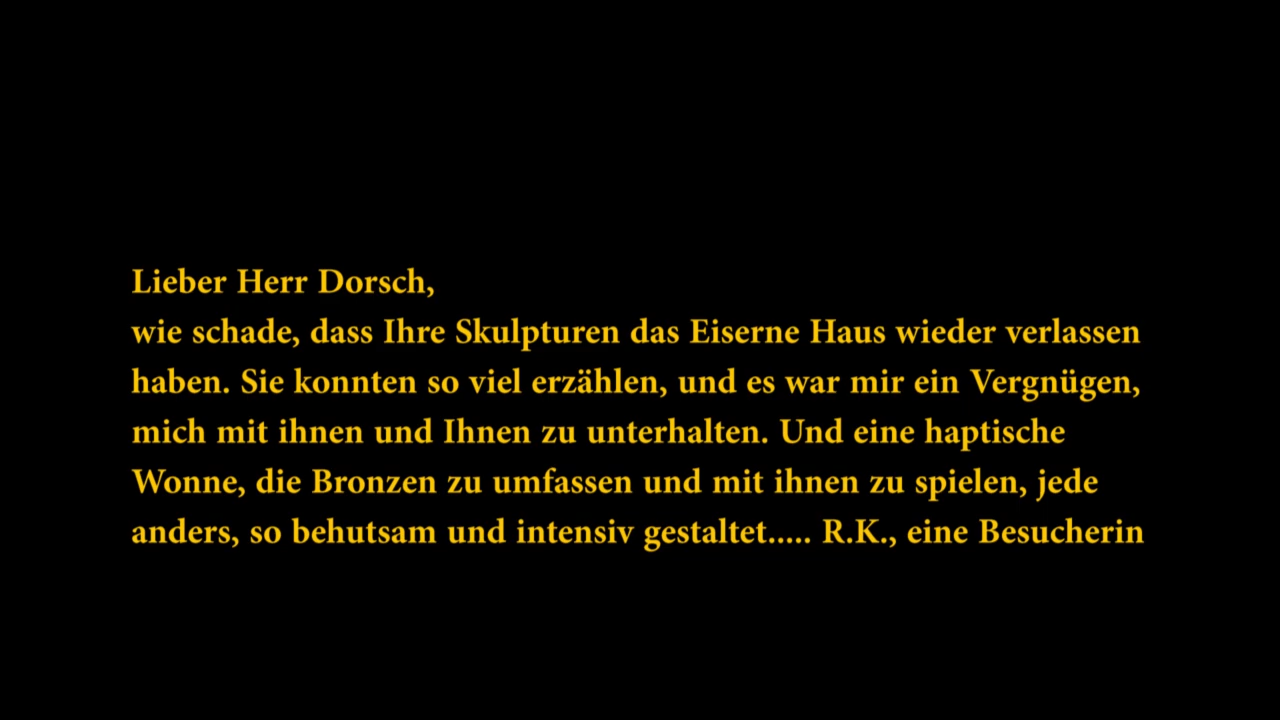 Lieber Herr Dorsch,
wie schade, dass Ihre Skulpturen das Eiserne Haus wieder verlassen
haben. Sie konnten so viel erzählen, und es war mir ein Vergnügen,
mich mit ihnen und Ihnen zu unterhalten. Und eine haptische
Wonne, die Bronzen zu umfassen und mit ihnen zu spielen, jede
anders, so behutsam und intensiv gestaltet..... R.K., eine Besucherin